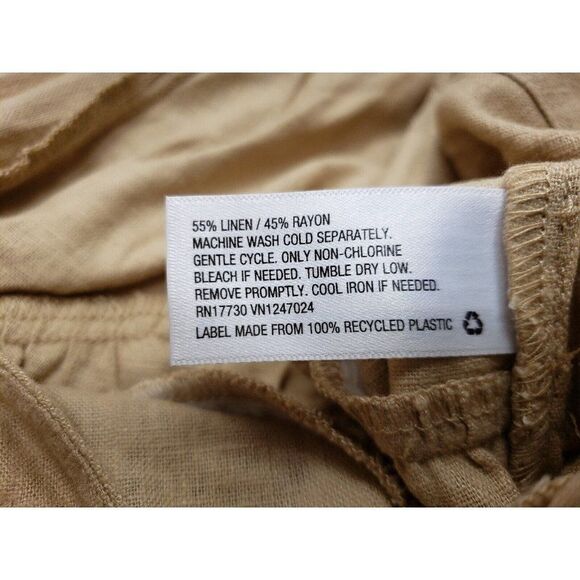 55% LINEN / 45% RAYON
MACHINE WASH COLD SEPARATELY.
GENTLE CYCLE. ONLY NON-CHLORINE
BLEACH IF NEEDED. TUMBLE DRY LOW.
REMOVE PROMPTLY. COOL IRON IF NEEDED.
RN17730 VN1247024
LABEL MADE FROM 100% RECYCLED PLASTIC